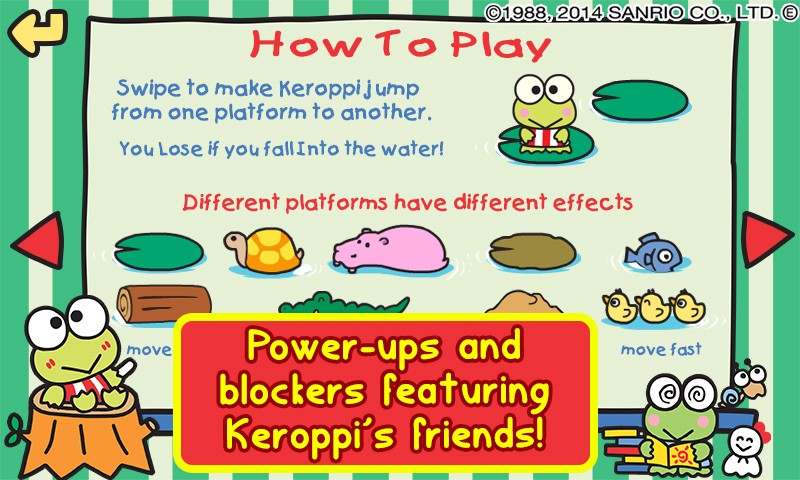 ©1988, 2014 SANRIO CO., LTD. Ⓔ
How To Play
Swipe to make Keroppi jump
from one platform to another.
You Lose if you fall Into the water!
Different platforms have different effects
move
move fast
Power-ups and
blockers featuring
Keroppi's friends!